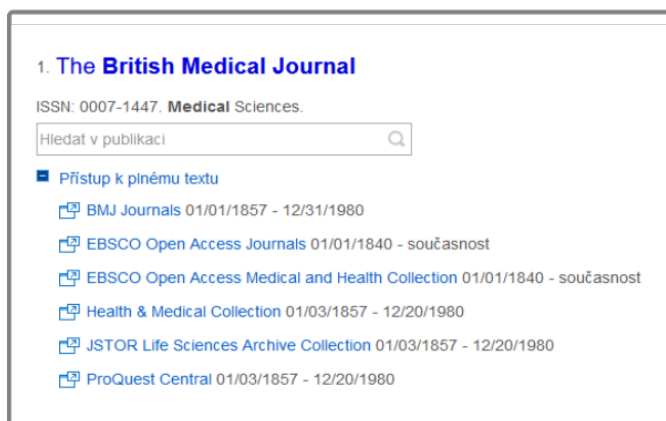 1. The British Medical Journal
ISSN: 0007-1447. Medical Sciences.
Hledat v publikaci
Přístup k plnému textu
BMJ Journals 01/01/1857 - 12/31/1980
EBSCO Open Access Journals 01/01/1840 - současnost
EBSCO Open Access Medical and Health Collection 01/01/1840 - současnost
Health & Medical Collection 01/03/1857 - 12/20/1980
JSTOR Life Sciences Archive Collection 01/03/1857 - 12/20/1980
ProQuest Central 01/03/1857 - 12/20/1980